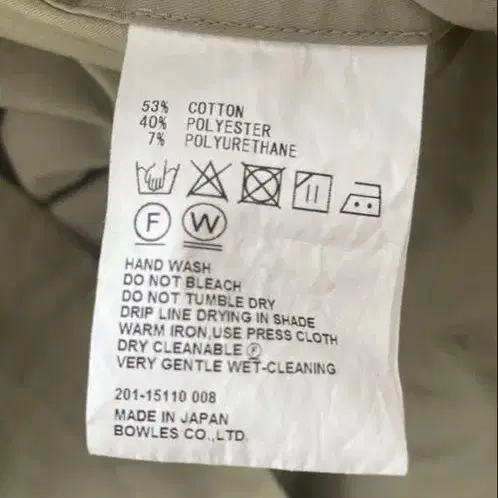 53% COTTON
40% POLYESTER
7% POLYURETHANE
F W
HAND WASH
DO NOT BLEACH
DO NOT TUMBLE DRY
DRIP LINE DRYING IN SHADE
WARM IRON,USE PRESS CLOTH
DRY CLEANABLE Ⓕ
VERY GENTLE WET-CLEANING
201-15110 008
MADE IN JAPAN
BOWLES CO.,LTD.